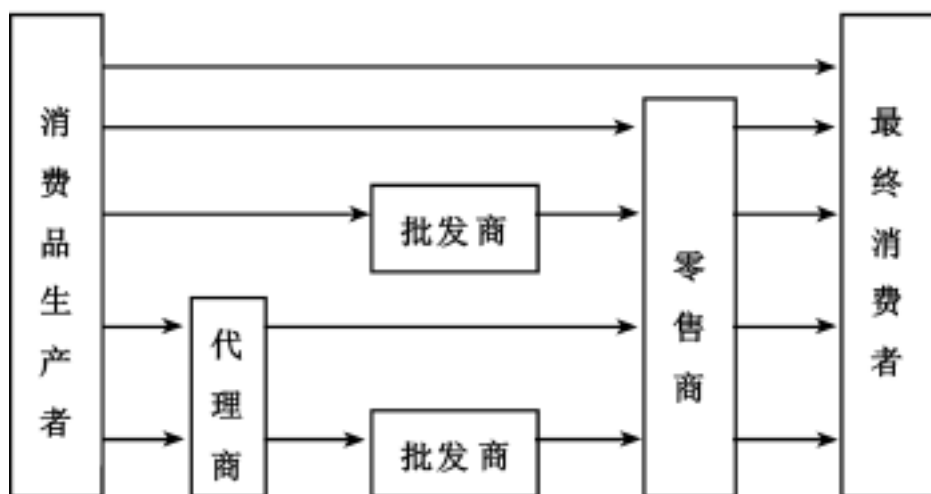 消费品生产者
批发商
代理商
批发商
零售商
最终消费者